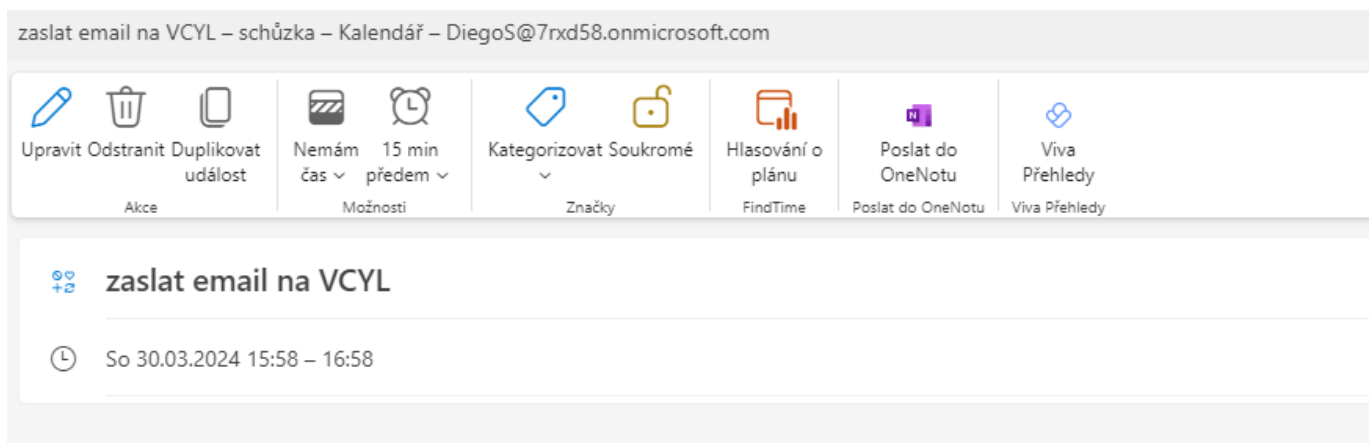 zaslat email na VCYL – schůzka – Kalendář – DiegoS@7rxd58.onmicrosoft.com
Upravit Odstranit Duplikovat Nemám 15 min Kategorizovat Soukromé Hlasování o Poslat do Viva
událost čas předem plánu OneNotu Přehledy
Akce Možnosti Značky FindTime Poslat do OneNotu Viva Přehledy
zaslat email na VCYL
So 30.03.2024 15:58 – 16:58